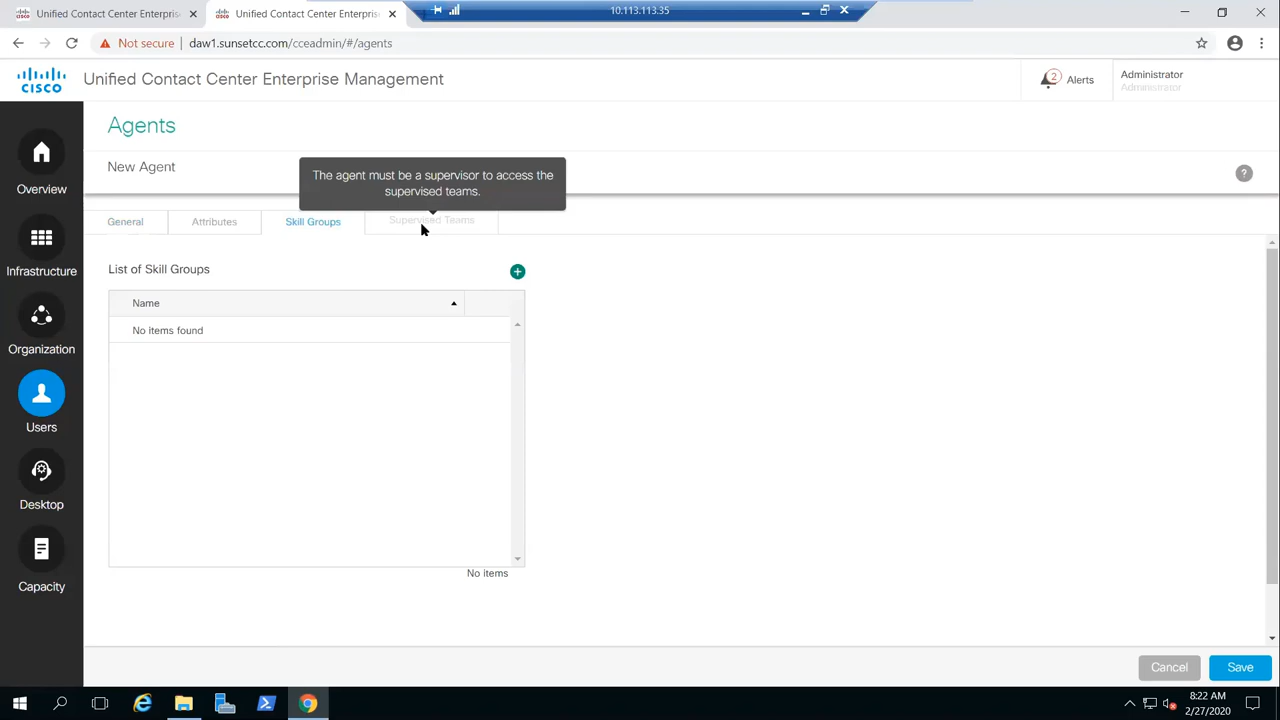 Unified Contact Center Enterpris
Unified Contact Center Enterpris
10.113.113.35
Not secure
daw1.sunsetcc.com/cceadmin/#/agents
CISCO
Unified Contact Center Enterprise Management
2
Alerts
Administrator
Administrator
Agents
New Agent
The agent must be a supervisor to access the
supervised teams.
?
General
Attributes
Skill Groups
Supervised Teams
Overview
Infrastructure
Organization
Users
Desktop
Capacity
List of Skill Groups
Name
No items found
No items
Cancel
Save
8:22 AM
2/27/2020